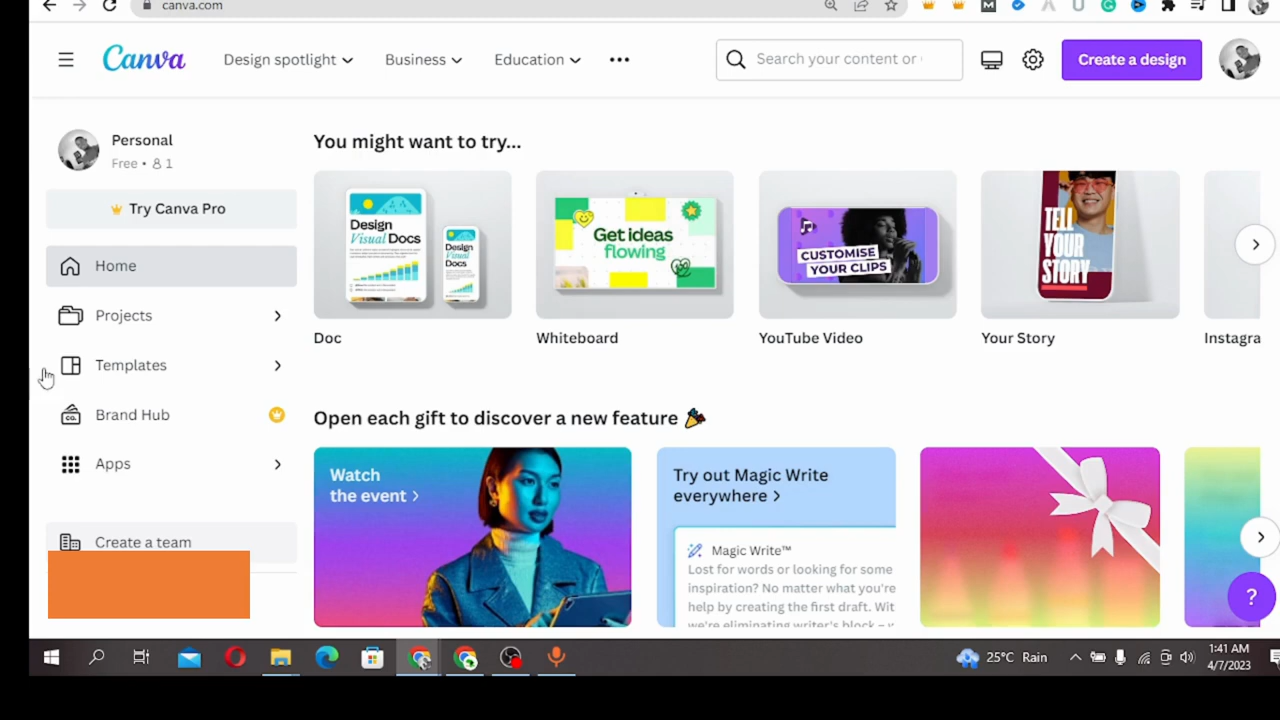 canva.com
Canva
Design spotlight
Business
Education
Search your content or
Create a design
Personal
Free • 1
Try Canva Pro
Home
Projects
Templates
Brand Hub
Apps
Create a team
You might want to try...
Design
Visual Docs
Design
Visual Docs
Doc
Get ideas
flowing
Whiteboard
CUSTOMISE
YOUR CLIPS
YouTube Video
TELL
YOUR
STORY
Your Story
Instagra
Open each gift to discover a new feature
Watch
the event >
Try out Magic Write
everywhere >
Magic Write™
Lost for words or looking for some
inspiration? No matter what you're
help by creating the first draft. Wit
we're eliminating writer's block –
?
25°C Rain
1:41 AM
4/7/2023